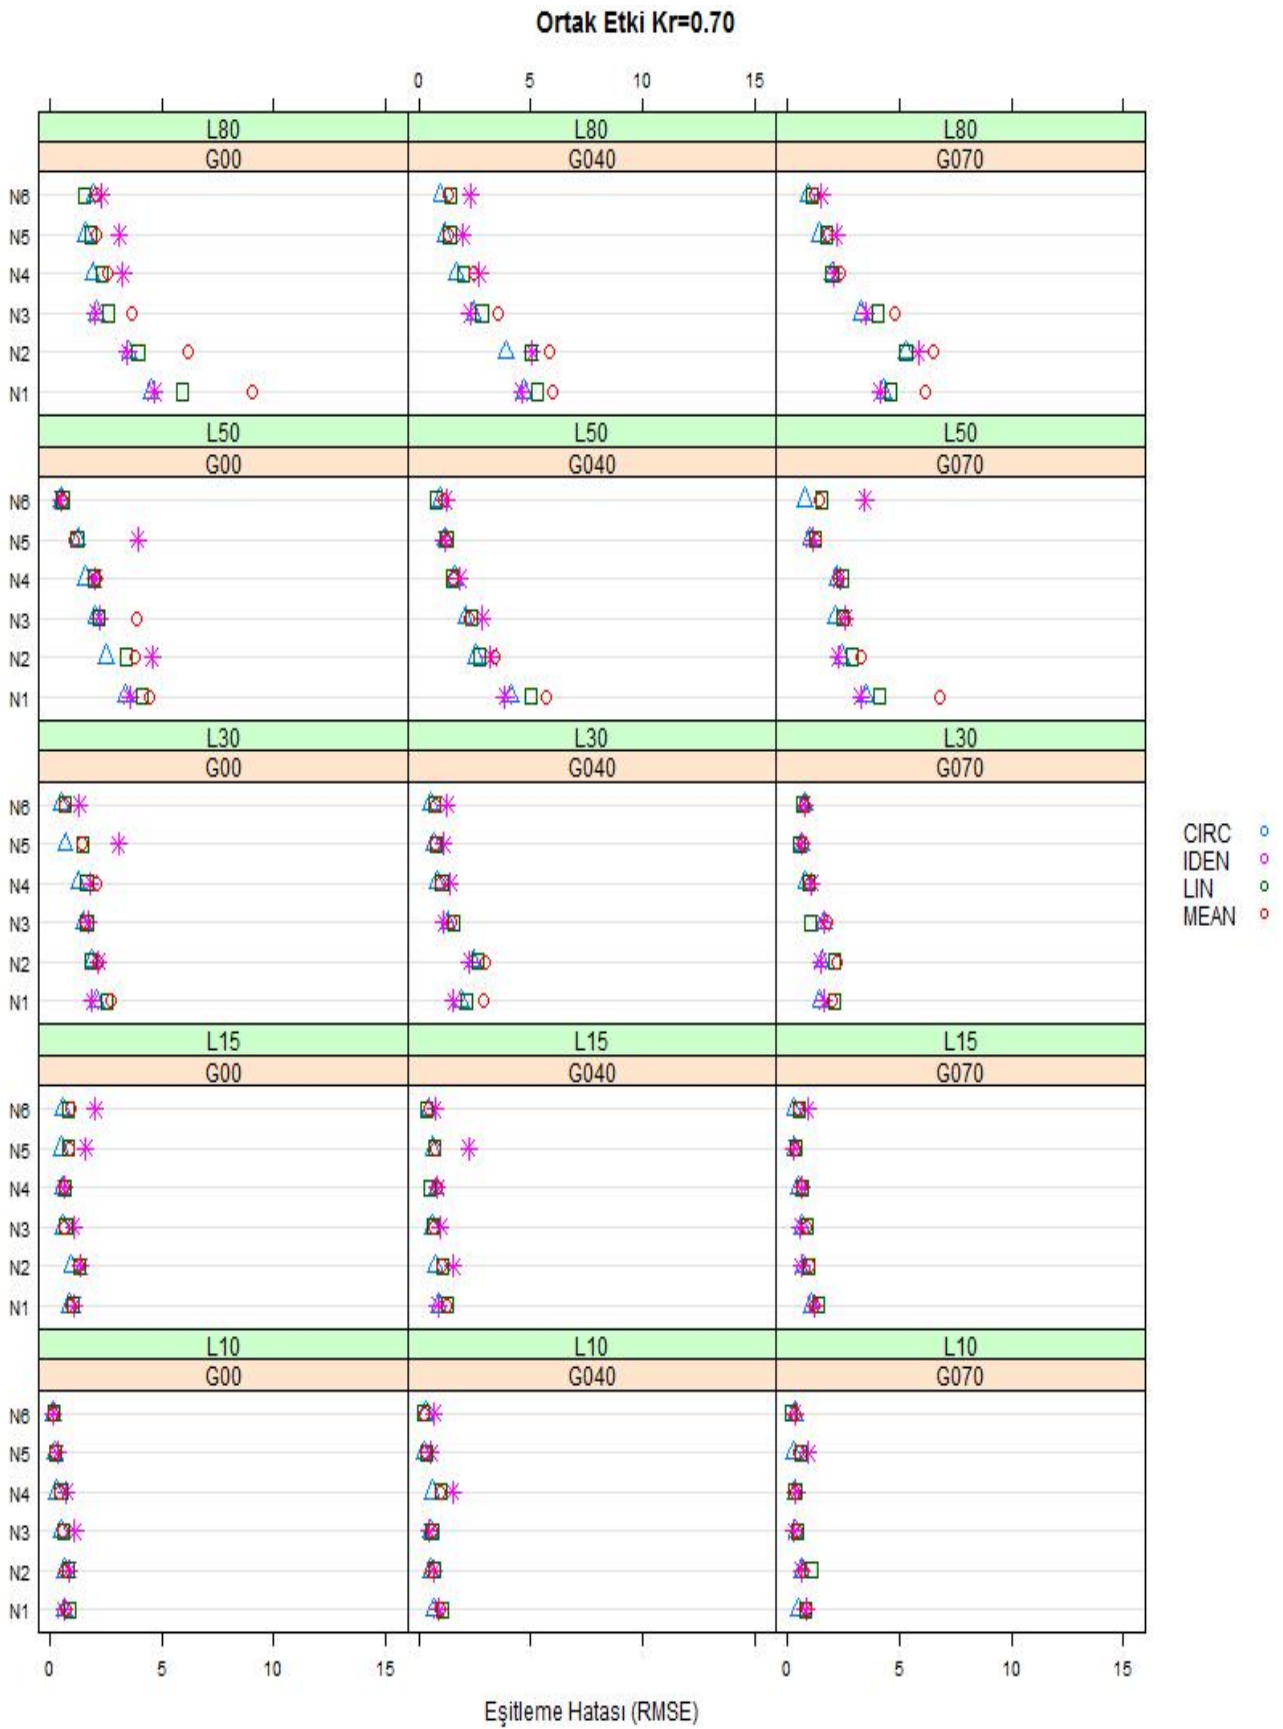 Ortak Etki Kr=0.70
0 5 10 15
L80 L80 L80
G00 G040 G070
N6
N5
N4
N3
N2
N1
L50 L50 L50
G00 G040 G070
N6
N5
N4
N3
N2
N1
L30 L30 L30
G00 G040 G070
N6
N5
N4
N3
N2
N1
L15 L15 L15
G00 G040 G070
N6
N5
N4
N3
N2
N1
L10 L10 L10
G00 G040 G070
N6
N5
N4
N3
N2
N1
0 5 10 15 0 5 10 15
Eşitleme Hatası (RMSE)
CIRC
IDEN
LIN
MEAN